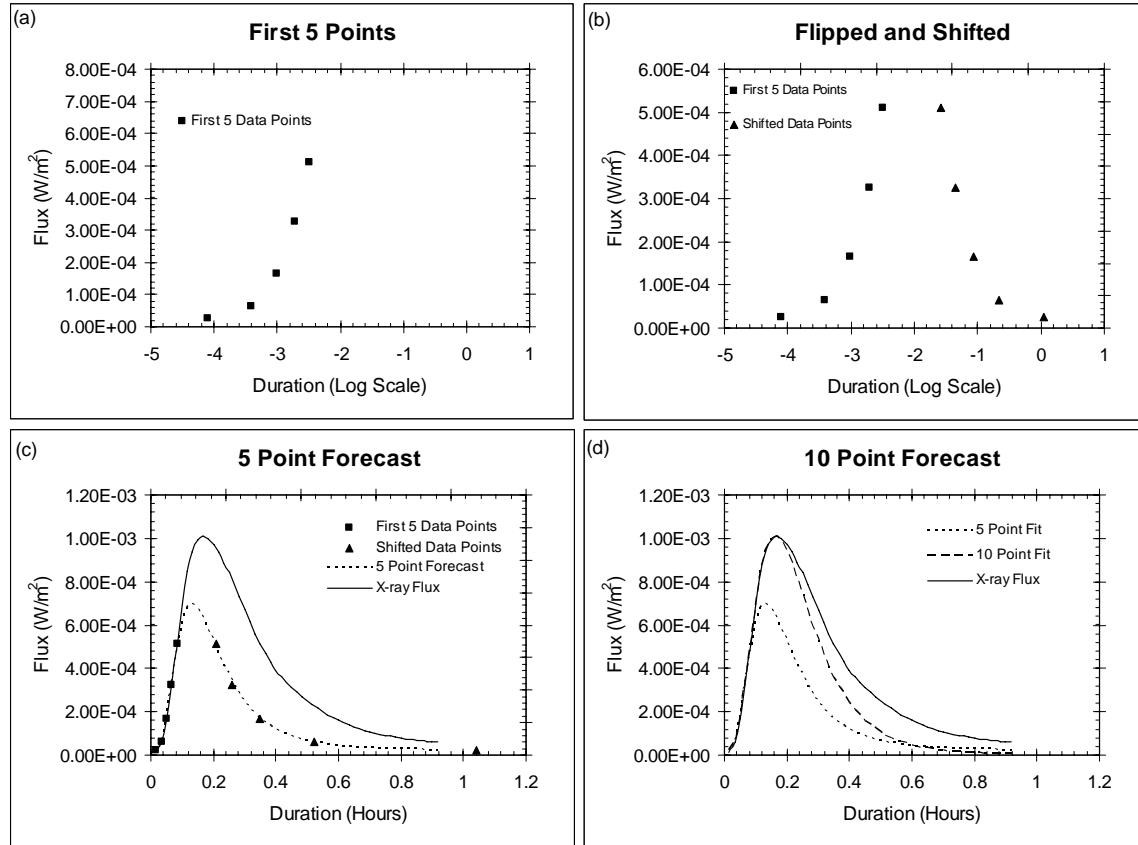 (a)
First 5 Points
8.00E-04
7.00E-04
6.00E-04
5.00E-04
4.00E-04
3.00E-04
2.00E-04
1.00E-04
0.00E+00
Flux (W/m²)
First 5 Data Points
-5 -4 -3 -2 -1 0 1
Duration (Log Scale)
(b)
Flipped and Shifted
6.00E-04
5.00E-04
4.00E-04
3.00E-04
2.00E-04
1.00E-04
0.00E+00
Flux (W/m²)
First 5 Data Points
Shifted Data Points
-5 -4 -3 -2 -1 0 1
Duration (Log Scale)
(c)
5 Point Forecast
1.20E-03
1.00E-03
8.00E-04
6.00E-04
4.00E-04
2.00E-04
0.00E+00
Flux (W/m²)
First 5 Data Points
Shifted Data Points
5 Point Forecast
X-ray Flux
0 0.2 0.4 0.6 0.8 1 1.2
Duration (Hours)
(d)
10 Point Forecast
1.20E-03
1.00E-03
8.00E-04
6.00E-04
4.00E-04
2.00E-04
0.00E+00
Flux (W/m²)
5 Point Fit
10 Point Fit
X-ray Flux
0 0.2 0.4 0.6 0.8 1 1.2
Duration (Hours)